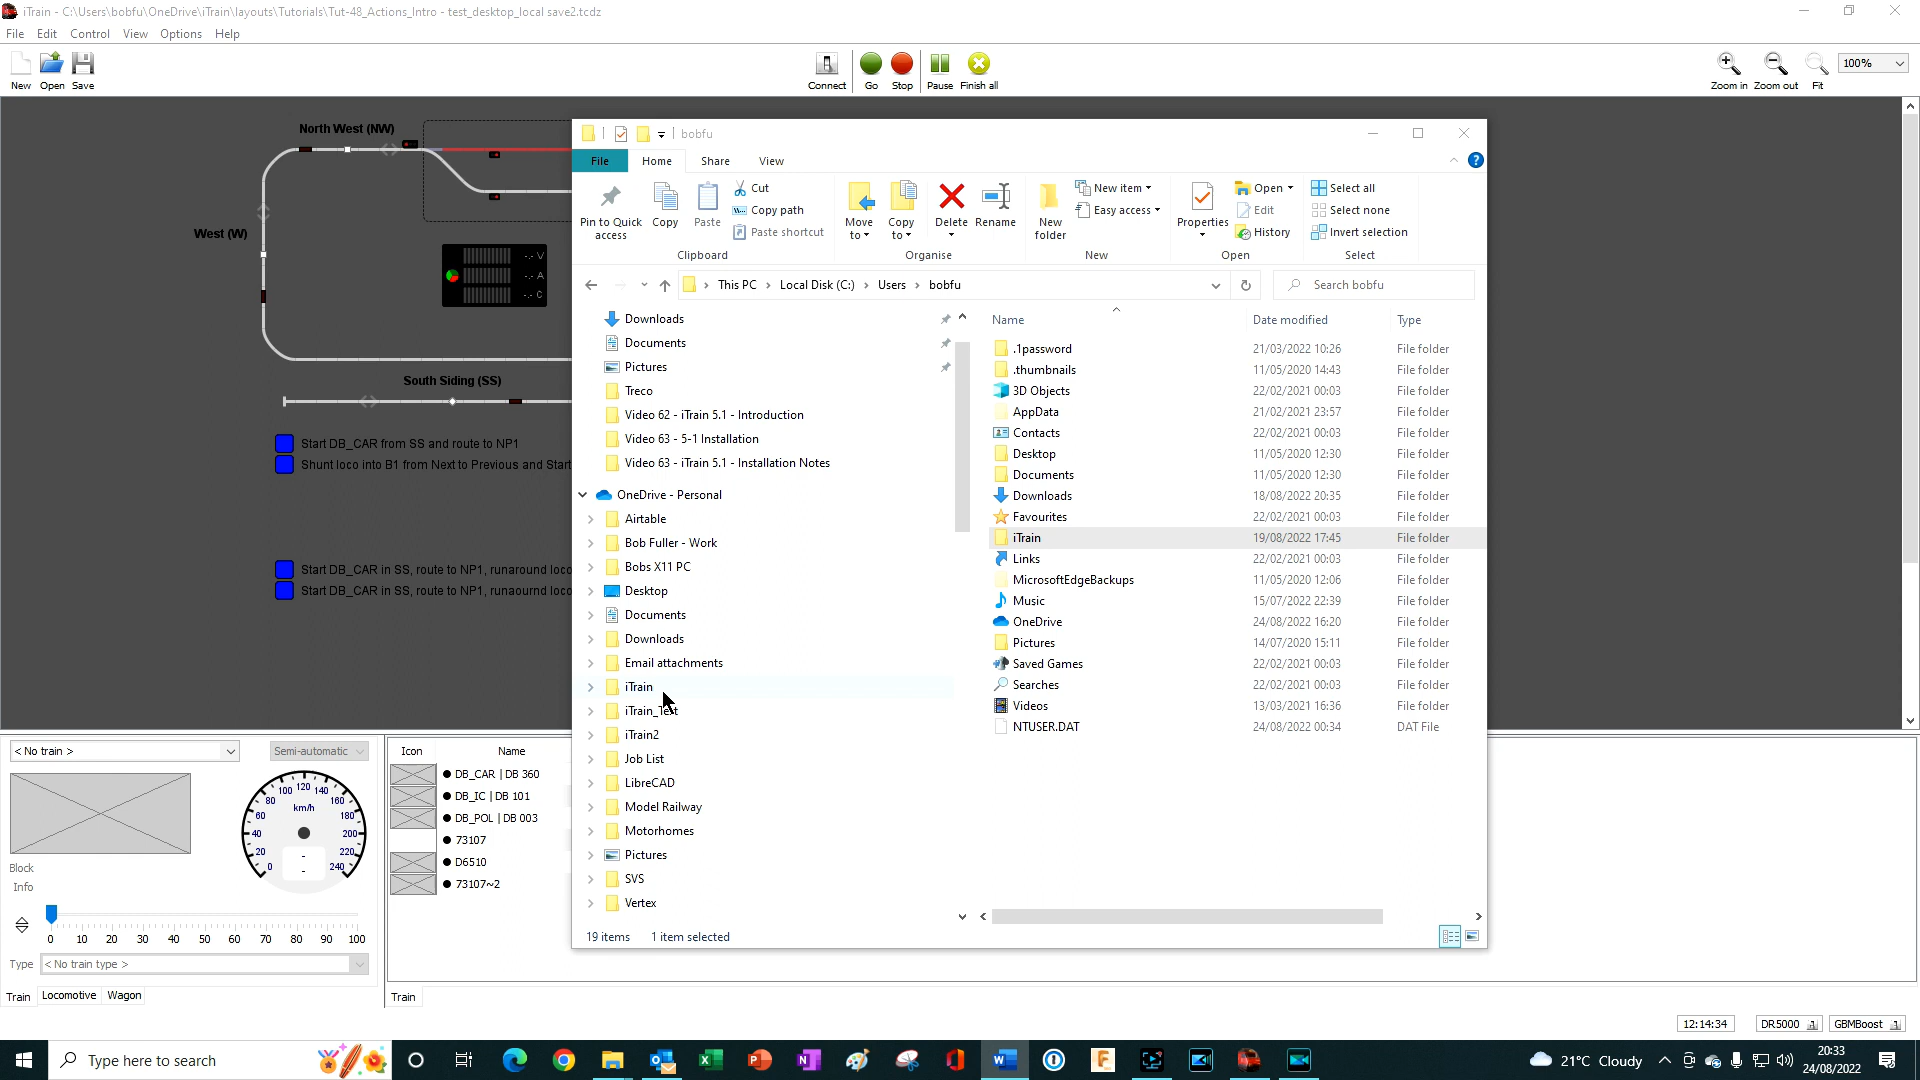 iTrain - C:\Users\bobfu\OneDrive\iTrain\layouts\Tutorials\Tut-48_Actions_Intro - test_desktop_local save2.tcdz
File Edit Control View Options Help
New Open Save Connect Go Stop Pause Finish all Zoom in Zoom out Fit 100%
North West (NW)
West (W)
-.- V
-.- A
-.- C
South Siding (SS)
Start DB_CAR from SS and route to NP1
Shunt loco into B1 from Next to Previous and Start
Start DB_CAR in SS, route to NP1, runaround loco
Start DB_CAR in SS, route to NP1, runaournd loco
bobfu
File Home Share View
Pin to Quick access
Copy
Paste
Cut
Copy path
Paste shortcut
Clipboard
Move to
Copy to
Delete
Rename
Organise
New folder
New item
Easy access
New
Properties
Open
Edit
History
Open
Select all
Select none
Invert selection
Select
This PC Local Disk (C:) Users bobfu
Search bobfu
Downloads
Documents
Pictures
Treco
Video 62 - iTrain 5.1 - Introduction
Video 63 - 5-1 Installation
Video 63 - iTrain 5.1 - Installation Notes
OneDrive - Personal
Airtable
Bob Fuller - Work
Bobs X11 PC
Desktop
Documents
Downloads
Email attachments
iTrain
iTrain_Test
iTrain2
Job List
LibreCAD
Model Railway
Motorhomes
Pictures
SVS
Vertex
Name Date modified Type
.1password 21/03/2022 10:26 File folder
.thumbnails 11/05/2020 14:43 File folder
3D Objects 22/02/2021 00:03 File folder
AppData 21/02/2021 23:57 File folder
Contacts 22/02/2021 00:03 File folder
Desktop 11/05/2020 12:30 File folder
Documents 11/05/2020 12:30 File folder
Downloads 18/08/2022 20:35 File folder
Favourites 22/02/2021 00:03 File folder
iTrain 19/08/2022 17:45 File folder
Links 22/02/2021 00:03 File folder
MicrosoftEdgeBackups 11/05/2020 12:06 File folder
Music 15/07/2022 22:39 File folder
OneDrive 24/08/2022 16:20 File folder
Pictures 14/07/2020 15:11 File folder
Saved Games 22/02/2021 00:03 File folder
Searches 22/02/2021 00:03 File folder
Videos 13/03/2021 16:36 File folder
NTUSER.DAT 24/08/2022 00:34 DAT File
19 items 1 item selected
< No train > Semi-automatic
0 20 40 60 80 100 120 140 160 180 200 220 240
km/h
-
-
Block
Info
0 10 20 30 40 50 60 70 80 90 100
Type < No train type >
Train Locomotive Wagon
Icon Name
DB_CAR | DB 360
DB_IC | DB 101
DB_POL | DB 003
73107
D6510
73107~2
Train
12:14:34 DR5000 GBMBoost
Type here to search
21°C Cloudy
20:33
24/08/2022